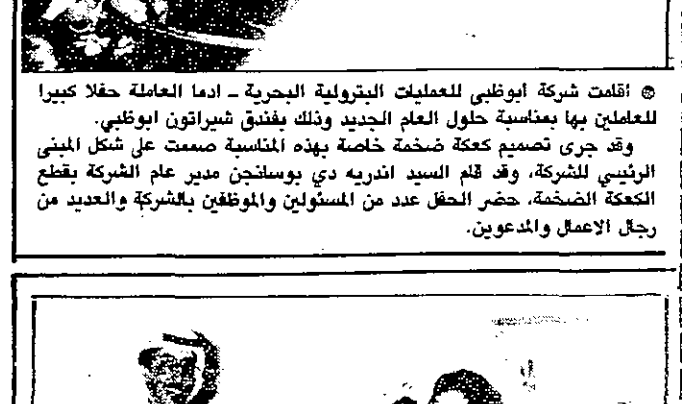 اقامت شركة ابوظبي للعمليات البترولية البحرية ــ ادما العاملة حفلا كبيرا
للعاملين بها بمناسبة حلول العام الجديد وذلك بفندق شيراتون ابوظبي.
وقد جرى تصميم كعكة ضخمة خاصة بهذه المناسبة صممت على شكل المبنى
الرئيسي للشركة، وقد قام السيد اندريه دي بوسانجن مدير عام الشركة بقطع
الكعكة الضخمة، حضر الحفل عدد من المسئولين والموظفين بالشركة والعديد من
رجال الاعمال والمدعوين.